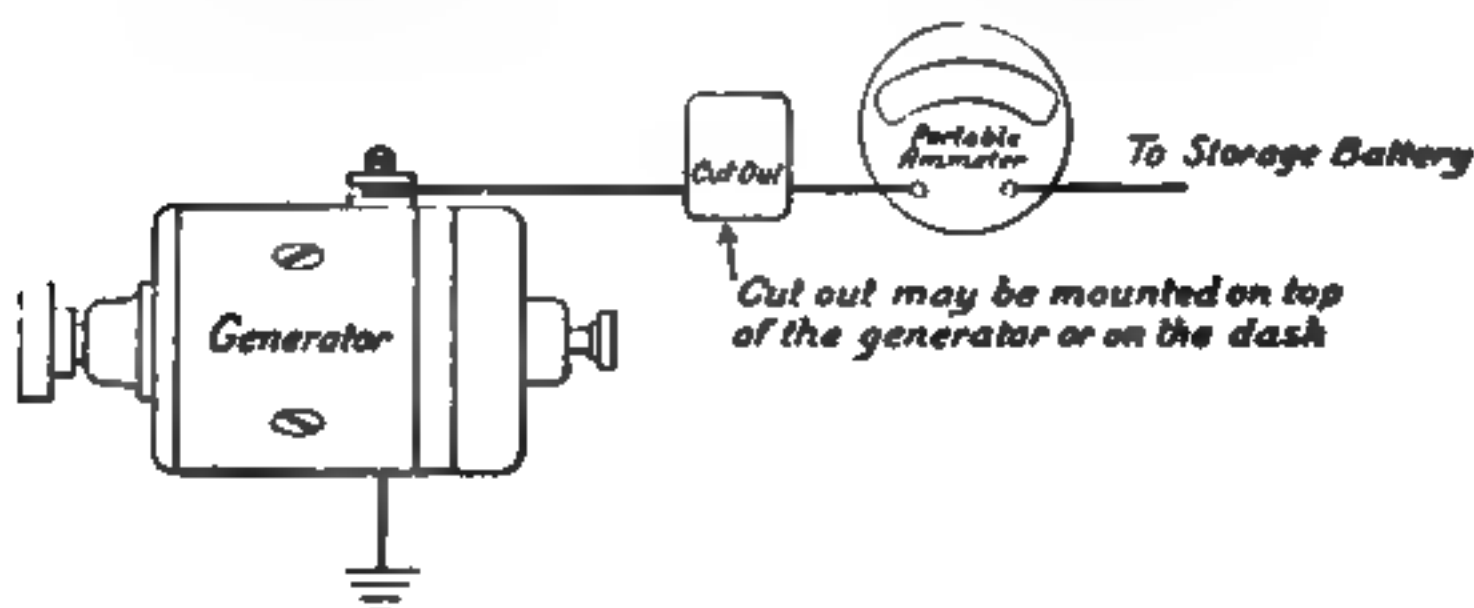 Cut Out
Portable
Ammeter
To Storage Battery
Cut out may be mounted on top
of the generator or on the dash
Generator